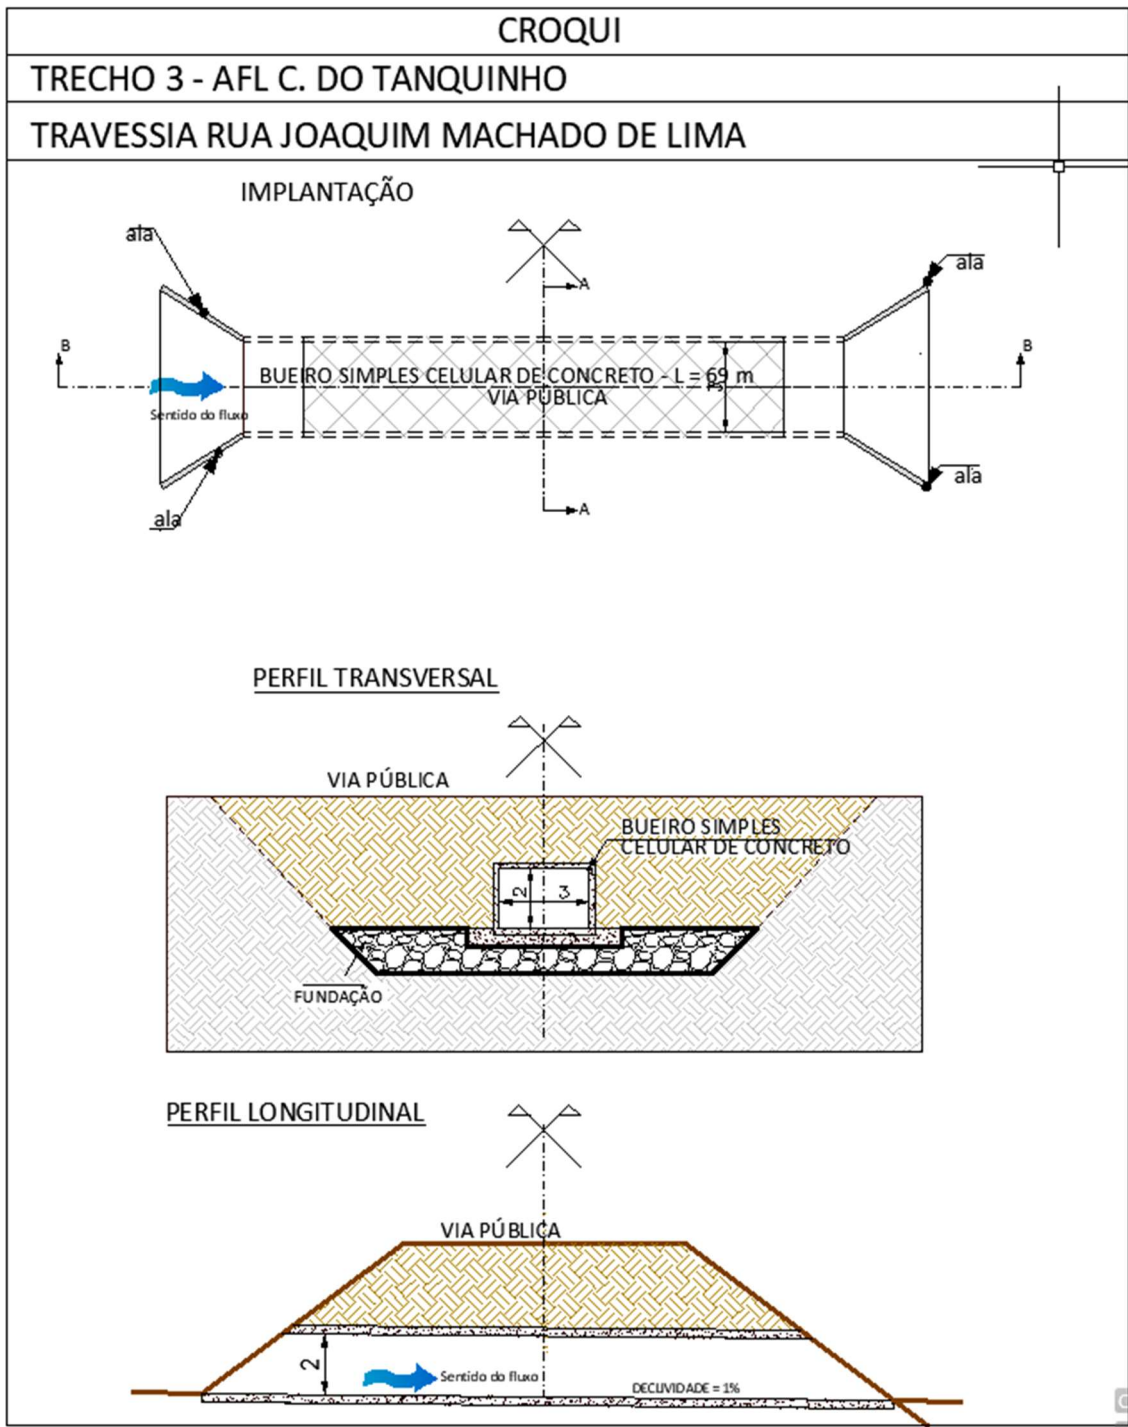 CROQUI
TRECHO 3 - AFL C. DO TANQUINHO
TRAVESSIA RUA JOAQUIM MACHADO DE LIMA
IMPLANTAÇÃO
ala
ala
A
B
B
BUEIRO SIMPLES CELULAR DE CONCRETO - L = 69 m
3
VIA PÚBLICA
Sentido do fluxo
ala
ala
A
PERFIL TRANSVERSAL
VIA PÚBLICA
BUEIRO SIMPLES
CELULAR DE CONCRETO
2
3
FUNDAÇÃO
PERFIL LONGITUDINAL
VIA PÚBLICA
2
Sentido do fluxo
DECLIVIDADE = 1%